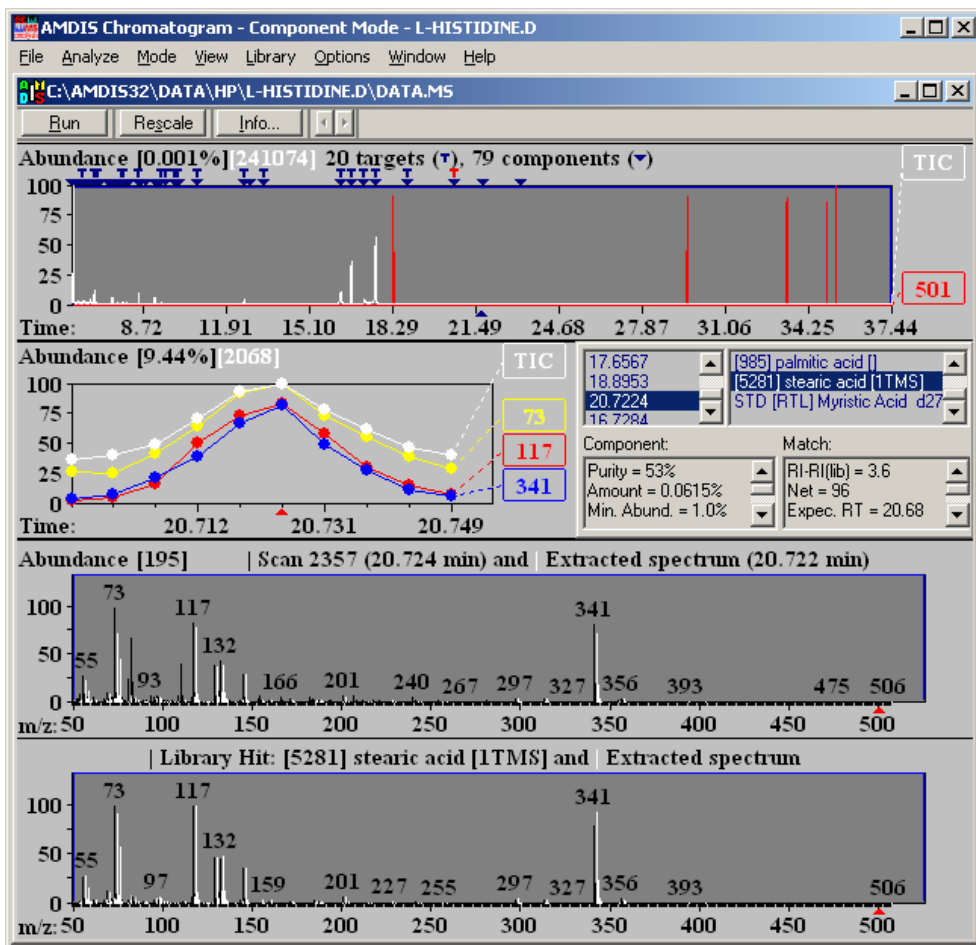 AMDIS Chromatogram - Component Mode - L-HISTIDINE.D
File Analyze Mode View Library Options Window Help
C:\AMDIS32\DATA\HP\L-HISTIDINE.D\DATA.MS
Run Rescale Info...
Abundance [0.001%][241074] 20 targets (T), 79 components (▾)
TIC
100
75
50
25
0
501
Time: 8.72 11.91 15.10 18.29 21.49 24.68 27.87 31.06 34.25 37.44
Abundance [9.44%][2068]
TIC
100
75
50
25
0
73
117
341
Time: 20.712 20.731 20.749
17.6567
18.8953
20.7224
16.7284
[985] palmitic acid []
[5281] stearic acid [1TMS]
STD [RTL] Myristic Acid d27
Component:
Purity = 53%
Amount = 0.0615%
Min. Abund. = 1.0%
Match:
RI-RI(lib) = 3.6
Net = 96
Expec. RT = 20.68
Abundance [195] | Scan 2357 (20.724 min) and | Extracted spectrum (20.722 min)
100
50
0
73 117 341
55 93 132 166 201 240 267 297 327 356 393 475 506
m/z: 50 100 150 200 250 300 350 400 450 500
| Library Hit: [5281] stearic acid [1TMS] and | Extracted spectrum
100
50
0
73 117 341
55 97 132 159 201 227 255 297 327 356 393 506
m/z: 50 100 150 200 250 300 350 400 450 500